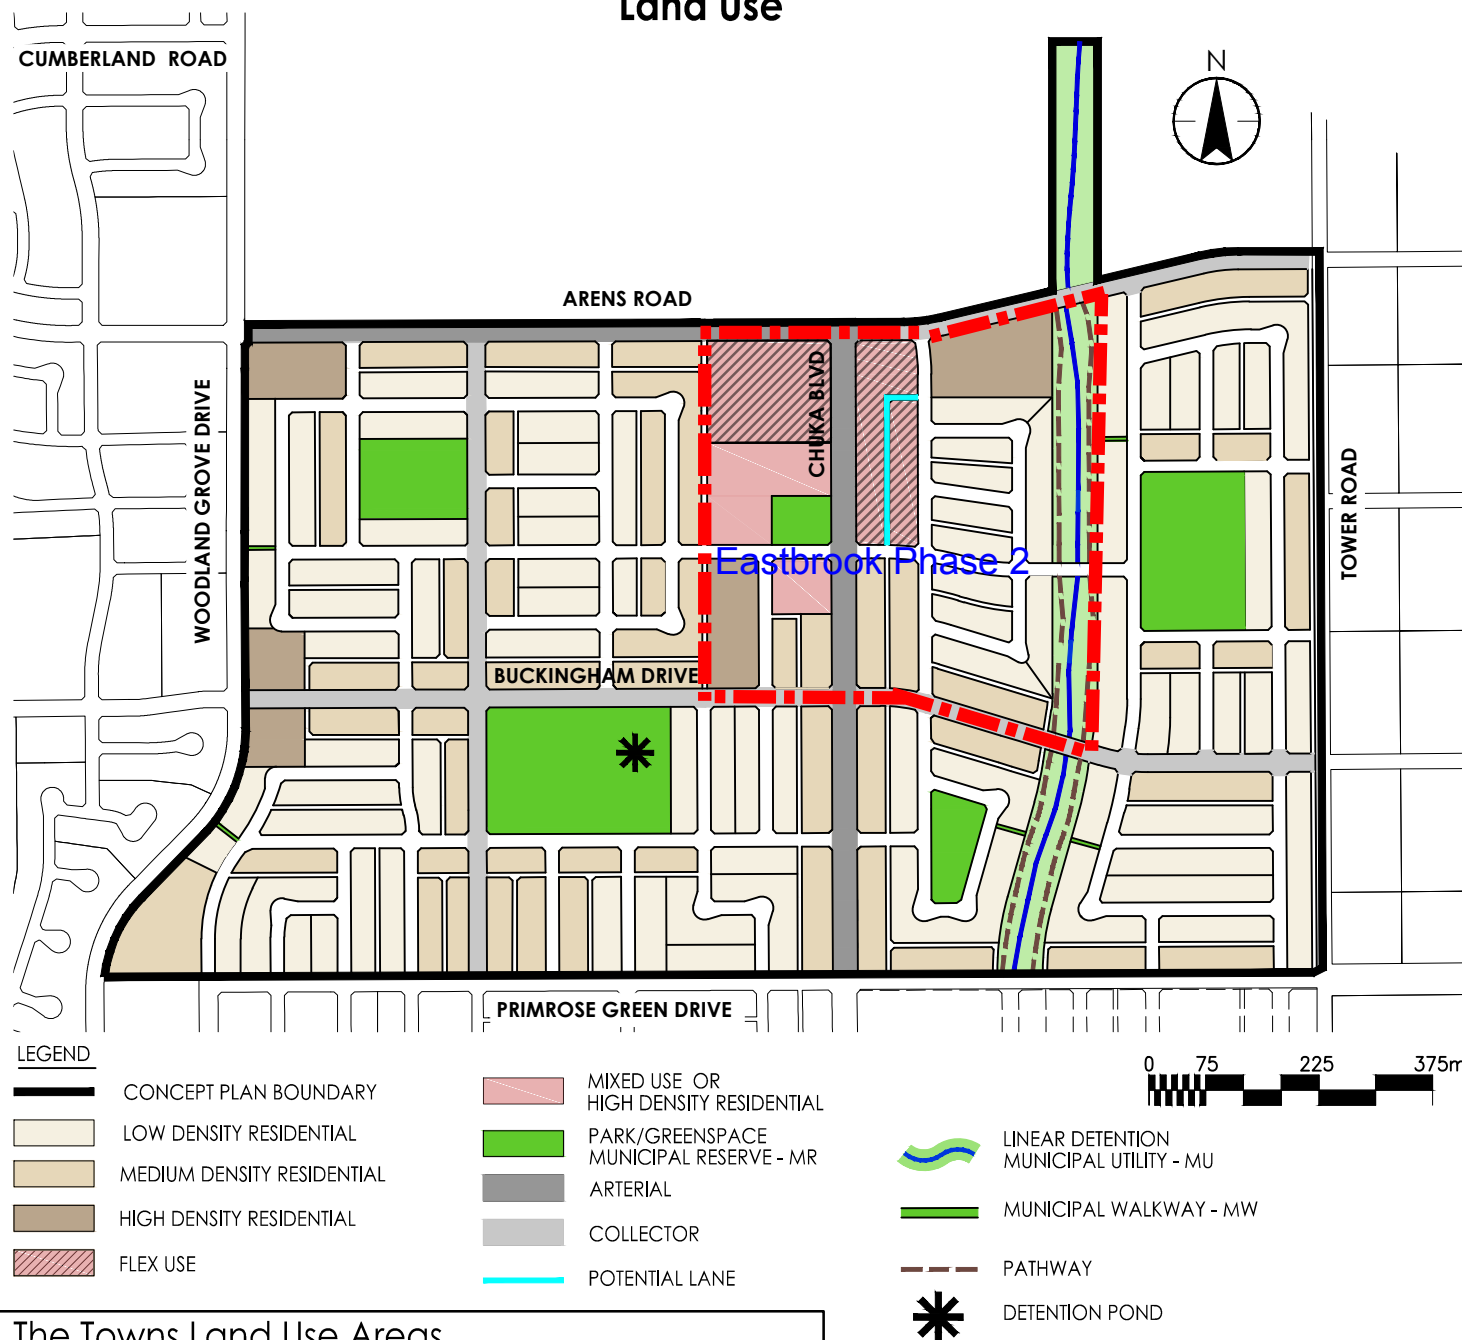 Land Use
CUMBERLAND ROAD
N
ARENS ROAD
WOODLAND GROVE DRIVE
CHUKA BLVD
TOWER ROAD
Eastbrook Phase 2
BUCKINGHAM DRIVE
PRIMROSE GREEN DRIVE
LEGEND
CONCEPT PLAN BOUNDARY
LOW DENSITY RESIDENTIAL
MEDIUM DENSITY RESIDENTIAL
HIGH DENSITY RESIDENTIAL
FLEX USE
MIXED USE OR
HIGH DENSITY RESIDENTIAL
PARK/GREENSPACE
MUNICIPAL RESERVE - MR
ARTERIAL
COLLECTOR
POTENTIAL LANE
0 75 225 375m
LINEAR DETENTION
MUNICIPAL UTILITY - MU
MUNICIPAL WALKWAY - MW
PATHWAY
DETENTION POND
The Towns Land Use Areas